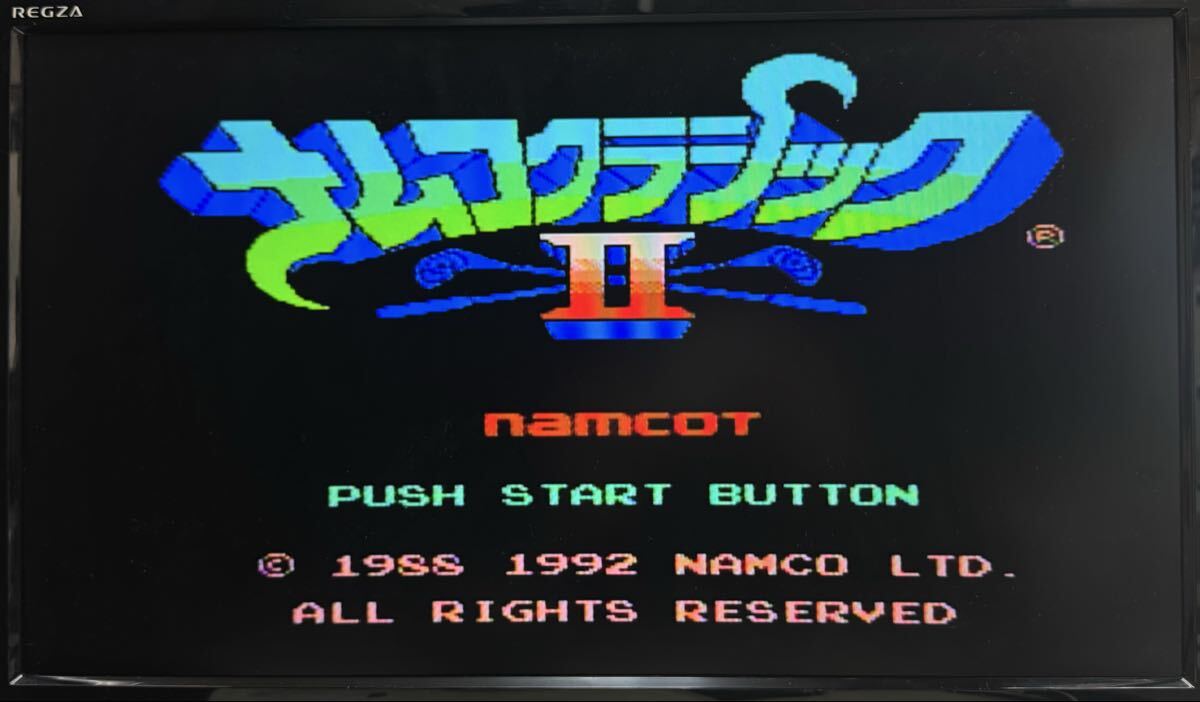 REGZA
ナムコクラシック
®
II
namcot
PUSH START BUTTON
© 1988 1992 NAMCO LTD.
ALL RIGHTS RESERVED